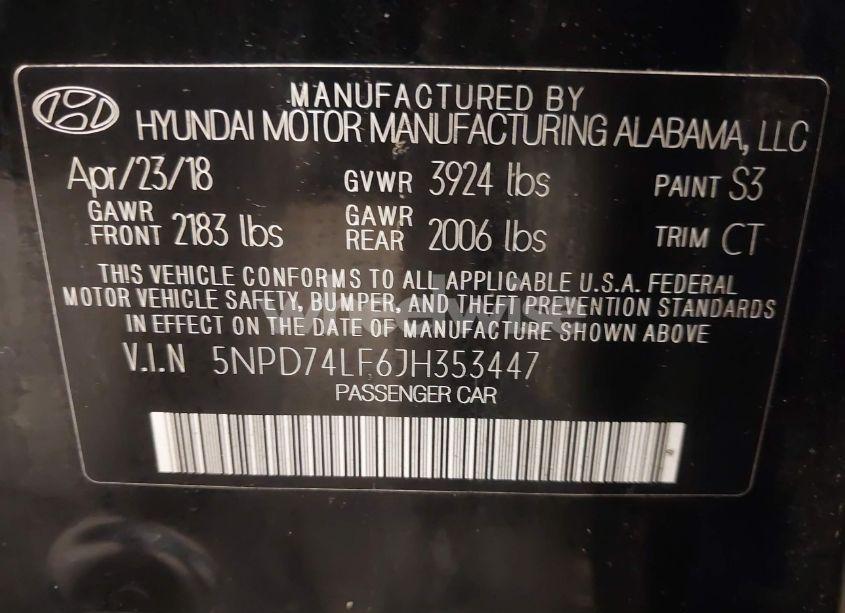 MANUFACTURED BY
HYUNDAI MOTOR MANUFACTURING ALABAMA, LLC
Apr/23/18 GVWR 3924 lbs PAINT S3
GAWR FRONT 2183 lbs GAWR REAR 2006 lbs TRIM CT
THIS VEHICLE CONFORMS TO ALL APPLICABLE U.S.A. FEDERAL
MOTOR VEHICLE SAFETY, BUMPER, AND THEFT PREVENTION STANDARDS
IN EFFECT ON THE DATE OF MANUFACTURE SHOWN ABOVE
V.I.N 5NPD74LF6JH353447
PASSENGER CAR